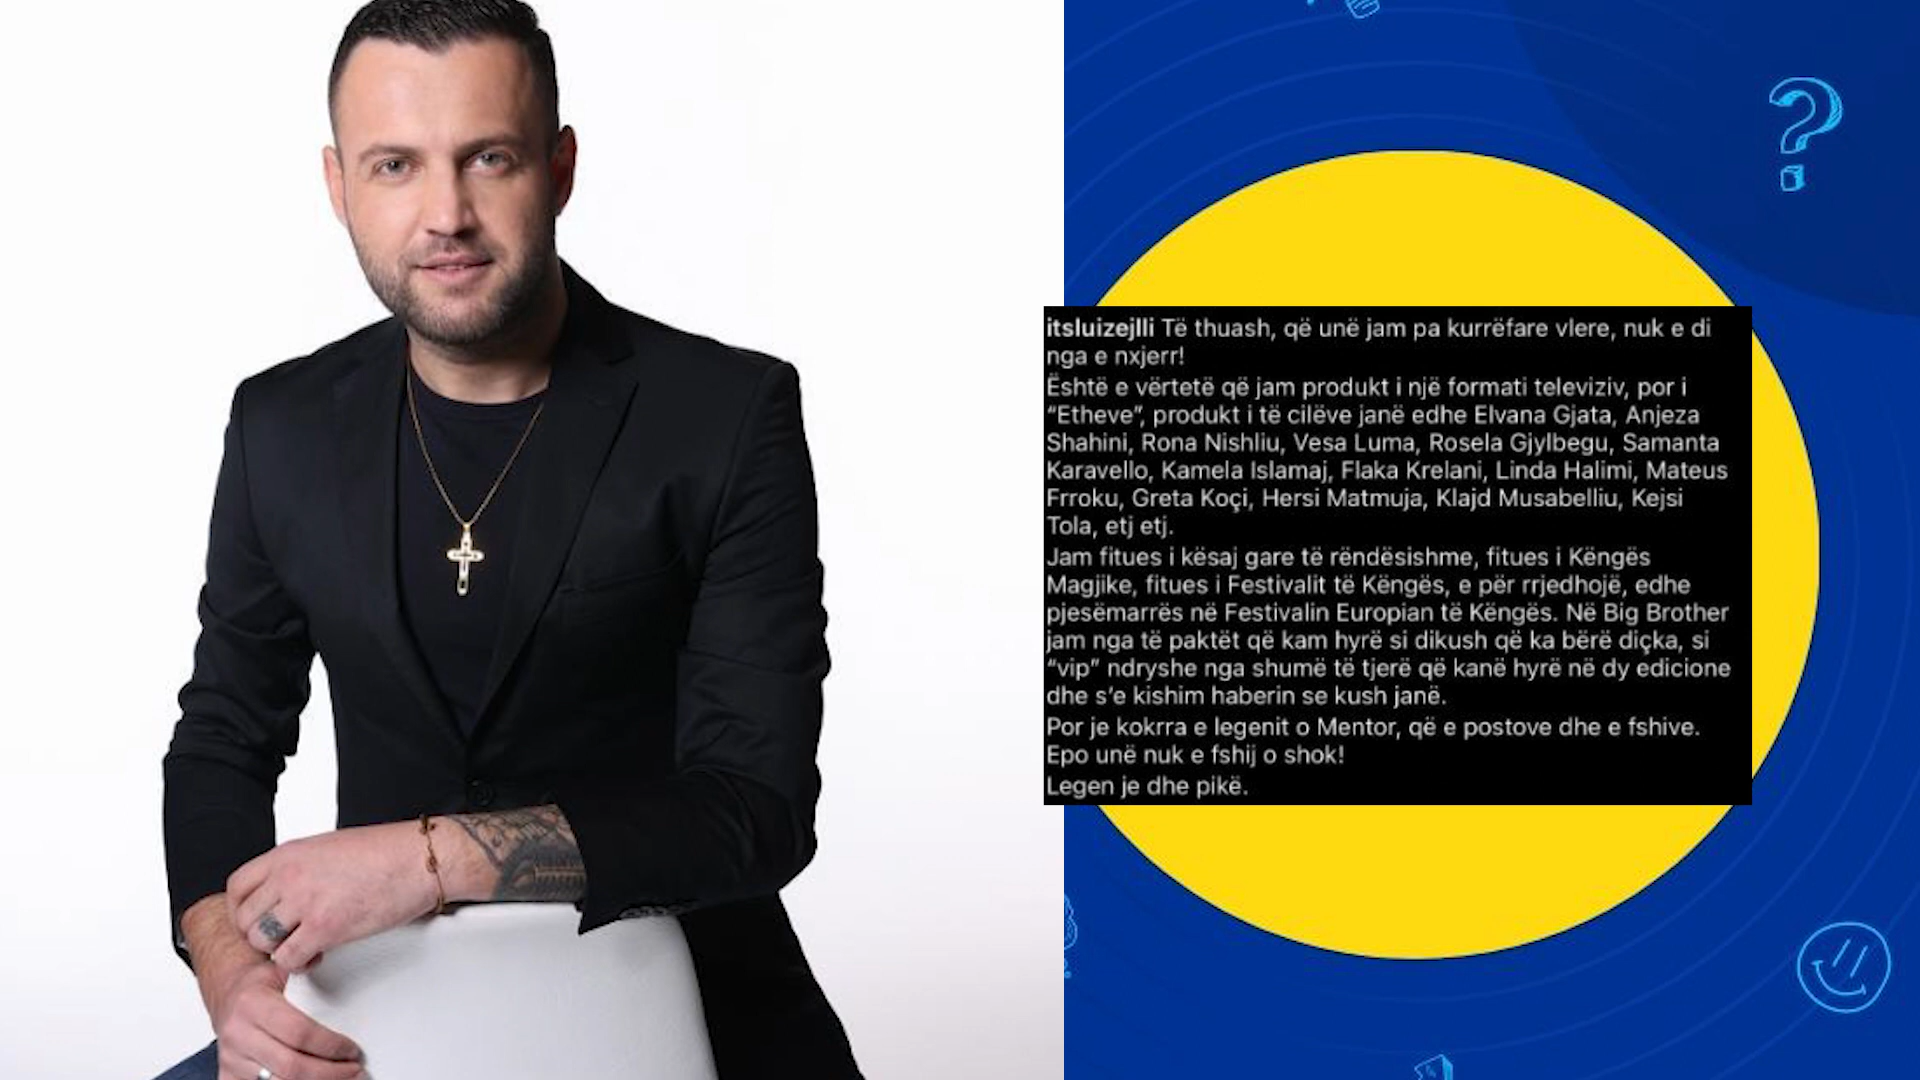 itsluizejlli Të thuash, që unë jam pa kurrëfare vlere, nuk e di
nga e nxjerr!
Është e vërtetë që jam produkt i një formati televiziv, por i
“Etheve”, produkt i të cilëve janë edhe Elvana Gjata, Anjeza
Shahini, Rona Nishliu, Vesa Luma, Rosela Gjylbegu, Samanta
Karavello, Kamela Islamaj, Flaka Krelani, Linda Halimi, Mateus
Frroku, Greta Koçi, Hersi Matmuja, Klajd Musabelliu, Kejsi
Tola, etj etj.
Jam fitues i kësaj gare të rëndësishme, fitues i Këngës
Magjike, fitues i Festivalit të Këngës, e për rrjedhojë, edhe
pjesëmarrës në Festivalin Europian të Këngës. Në Big Brother
jam nga të paktët që kam hyrë si dikush që ka bërë diçka, si
“vip” ndryshe nga shumë të tjerë që kanë hyrë në dy edicione
dhe s’e kishim haberin se kush janë.
Por je kokrra e legenit o Mentor, që e postove dhe e fshive.
Epo unë nuk e fshij o shok!
Legen je dhe pikë.
?